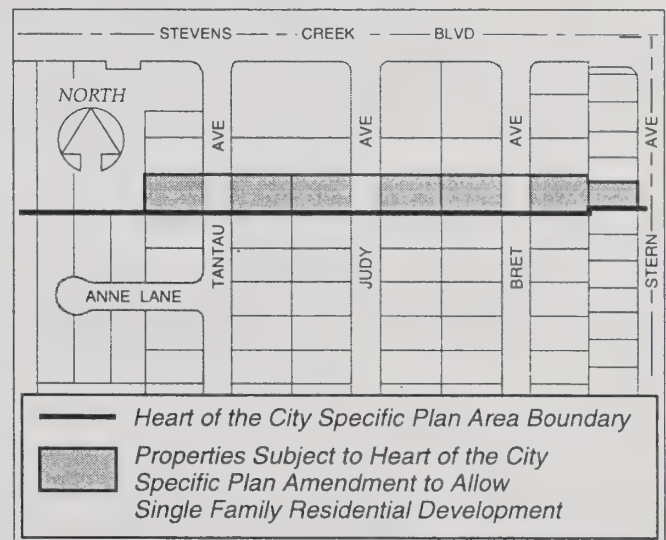 STEVENS CREEK BLVD
NORTH
AVE
AVE
AVE
AVE
TANTAU
JUDY
BRET
STERN
ANNE LANE
Heart of the City Specific Plan Area Boundary
Properties Subject to Heart of the City
Specific Plan Amendment to Allow
Single Family Residential Development